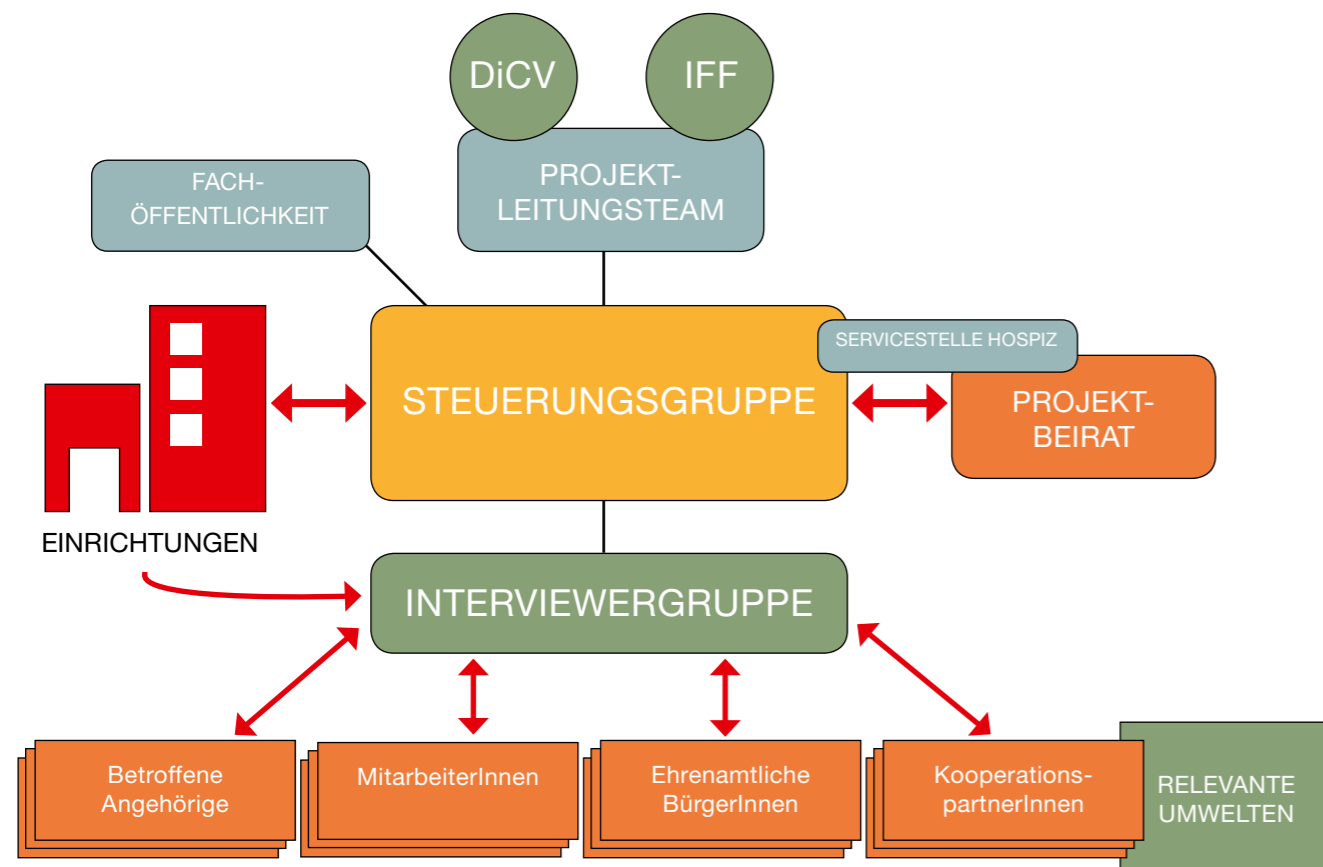 DiCV
IFF
FACH-
ÖFFENTLICHKEIT
PROJEKT-
LEITUNGSTEAM
SERVICESTELLE HOSPIZ
STEUERUNGSGRUPPE
PROJEKT-
BEIRAT
EINRICHTUNGEN
INTERVIEWERGRUPPE
Betroffene
Angehörige
MitarbeiterInnen
Ehrenamtliche
BürgerInnen
Kooperations-
partnerInnen
RELEVANTE
UMWELTEN